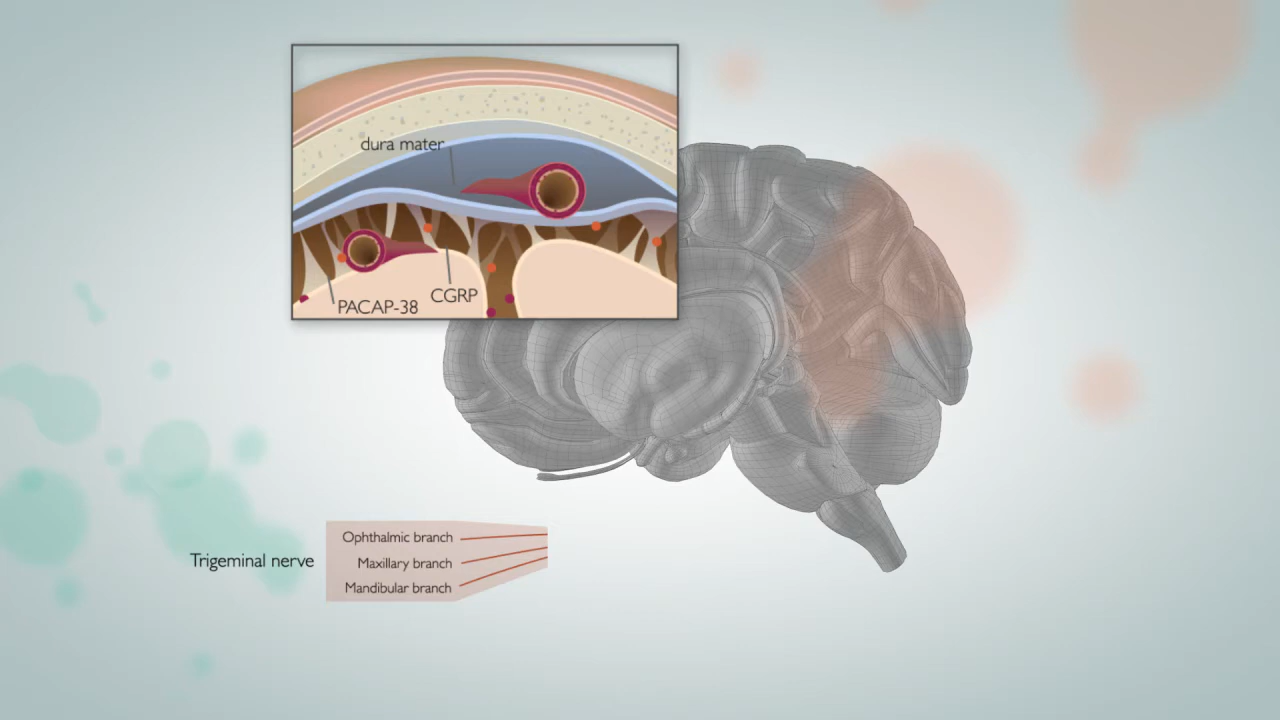 dura mater
CGRP
PACAP-38
Trigeminal nerve
Ophthalmic branch
Maxillary branch
Mandibular branch